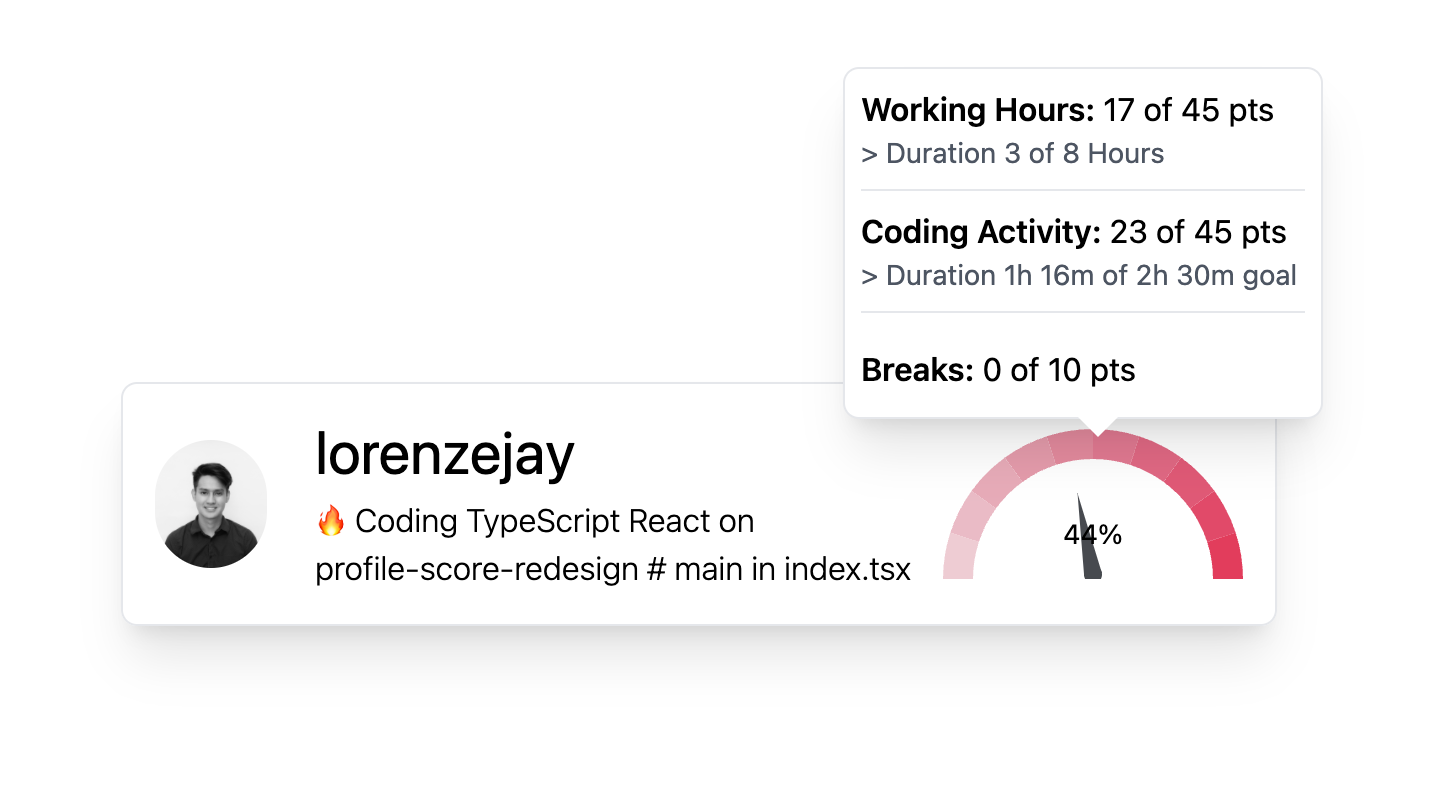 Working Hours: 17 of 45 pts
> Duration 3 of 8 Hours
Coding Activity: 23 of 45 pts
> Duration 1h 16m of 2h 30m goal
Breaks: 0 of 10 pts
lorenzejay
🔥 Coding TypeScript React on
profile-score-redesign # main in index.tsx
44%